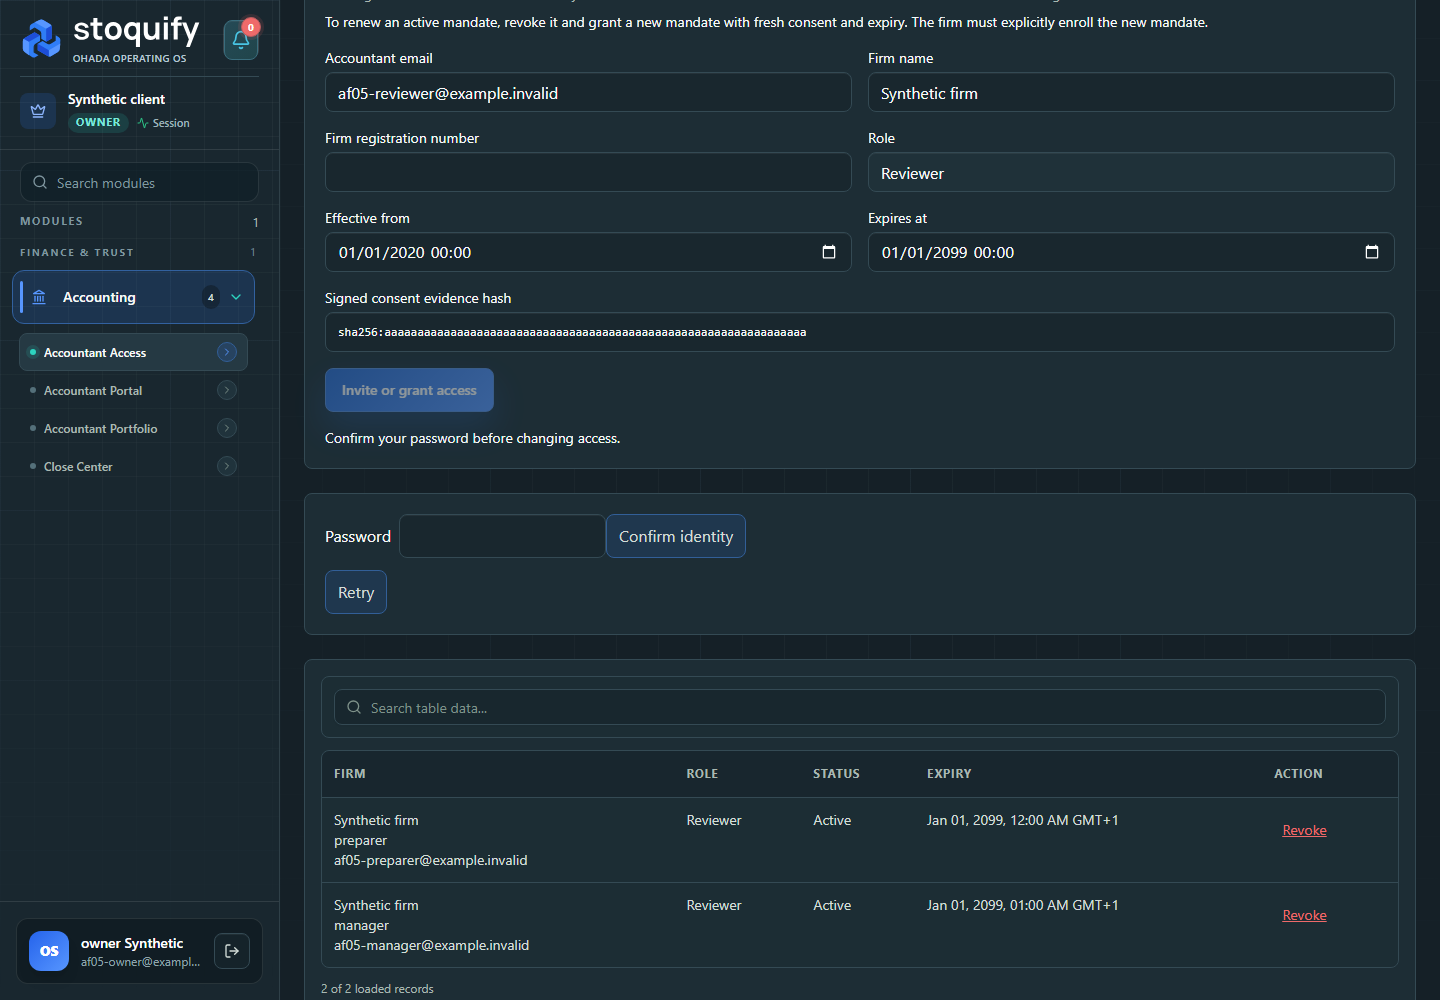 stoquify
OHADA OPERATING OS
0
Synthetic client
OWNER
Session
Search modules
MODULES
1
FINANCE & TRUST
1
Accounting
4
Accountant Access
Accountant Portal
Accountant Portfolio
Close Center
OS
owner Synthetic
af05-owner@exampl...
To renew an active mandate, revoke it and grant a new mandate with fresh consent and expiry. The firm must explicitly enroll the new mandate.
Accountant email
Firm name
af05-reviewer@example.invalid
Synthetic firm
Firm registration number
Role
Reviewer
Effective from
Expires at
01/01/2020 00:00
01/01/2099 00:00
Signed consent evidence hash
sha256:aaaaaaaaaaaaaaaaaaaaaaaaaaaaaaaaaaaaaaaaaaaaaaaaaaaaaaaaaaaaaaaa
Invite or grant access
Confirm your password before changing access.
Password
Confirm identity
Retry
Search table data...
FIRM ROLE STATUS EXPIRY ACTION
Synthetic firm Reviewer Active Jan 01, 2099, 12:00 AM GMT+1 Revoke
preparer
af05-preparer@example.invalid
Synthetic firm Reviewer Active Jan 01, 2099, 01:00 AM GMT+1 Revoke
manager
af05-manager@example.invalid
2 of 2 loaded records